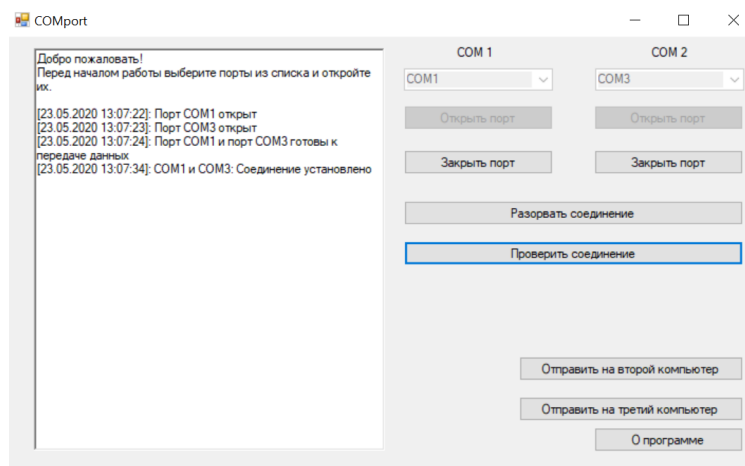 COMport
Добро пожаловать!
Перед началом работы выберите порты из списка и откройте
их.
[23.05.2020 13:07:22]: Порт COM1 открыт
[23.05.2020 13:07:23]: Порт COM3 открыт
[23.05.2020 13:07:24]: Порт COM1 и порт COM3 готовы к
передаче данных
[23.05.2020 13:07:34]: COM1 и COM3: Соединение установлено
COM 1
COM 2
COM1
COM3
Открыть порт
Открыть порт
Закрыть порт
Закрыть порт
Разорвать соединение
Проверить соединение
Отправить на второй компьютер
Отправить на третий компьютер
О программе